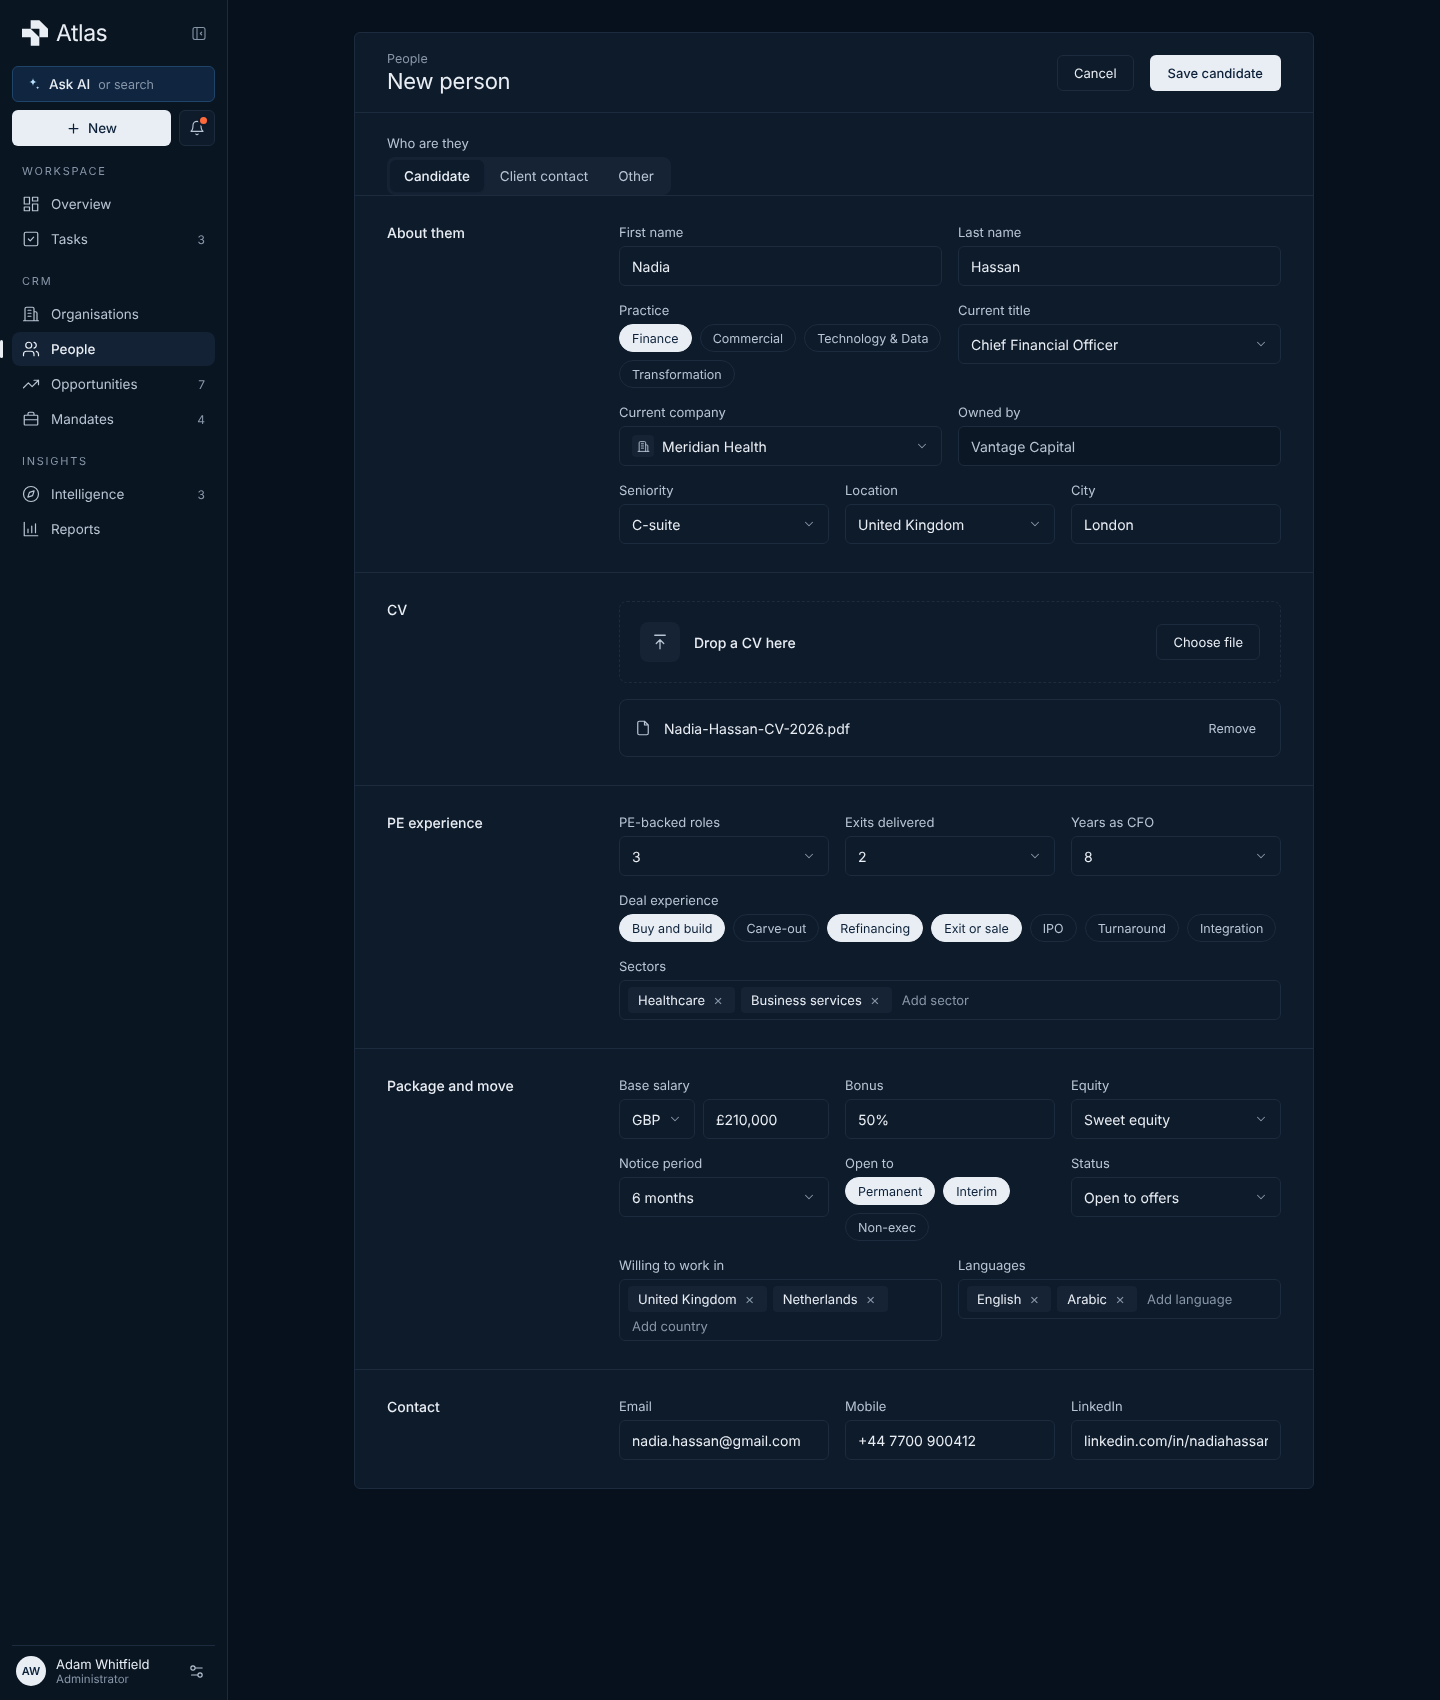 Atlas
Ask AI or search
New
WORKSPACE
Overview
Tasks 3
CRM
Organisations
People
Opportunities 7
Mandates 4
INSIGHTS
Intelligence 3
Reports
AW
Adam Whitfield
Administrator
People
New person
Cancel
Save candidate
Who are they
Candidate Client contact Other
About them
First name Last name
Nadia Hassan
Practice Current title
Finance Commercial Technology & Data
Chief Financial Officer
Transformation
Current company Owned by
Meridian Health Vantage Capital
Seniority Location City
C-suite United Kingdom London
CV
Drop a CV here Choose file
Nadia-Hassan-CV-2026.pdf Remove
PE experience
PE-backed roles Exits delivered Years as CFO
3 2 8
Deal experience
Buy and build Carve-out Refinancing Exit or sale IPO Turnaround Integration
Sectors
Healthcare × Business services × Add sector
Package and move
Base salary Bonus Equity
GBP £210,000 50% Sweet equity
Notice period Open to Status
6 months Permanent Interim Open to offers
Non-exec
Willing to work in Languages
United Kingdom × Netherlands × English × Arabic × Add language
Add country
Contact
Email Mobile LinkedIn
nadia.hassan@gmail.com +44 7700 900412 linkedin.com/in/nadiahassar